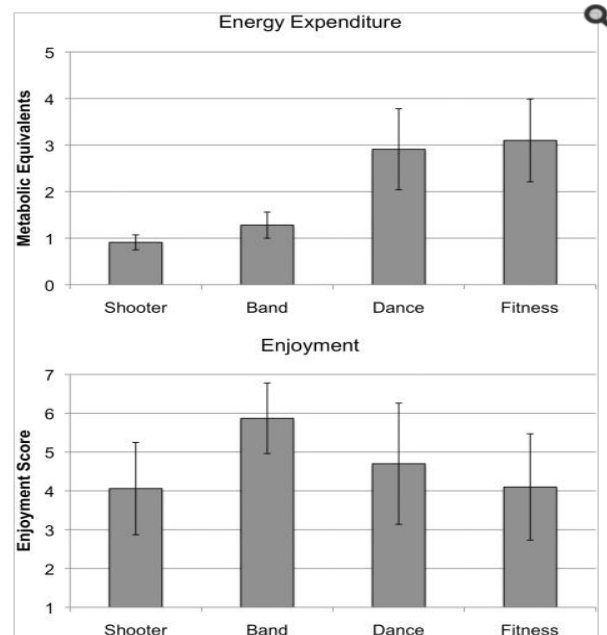 Energy Expenditure
Metabolic Equivalents
5
4
3
2
1
0
Shooter Band Dance Fitness
Enjoyment
Enjoyment Score
7
6
5
4
3
2
1
Shooter Band Dance Fitness